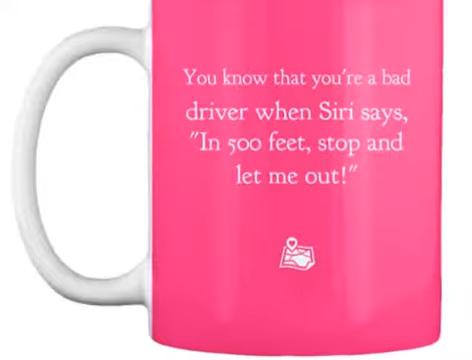 You know that you're a bad
driver when Siri says,
"In 500 feet, stop and
let me out!"